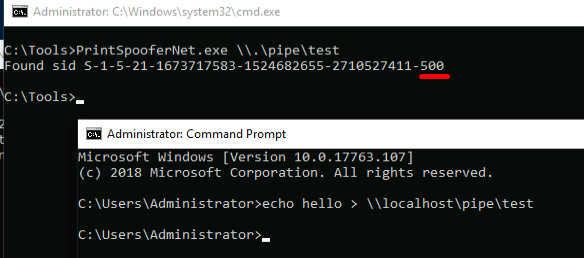 Administrator: C:\Windows\system32\cmd.exe
C:\Tools>PrintSpooferNet.exe \\.\pipe\test
Found sid S-1-5-21-1673717583-1524682655-2710527411-500
C:\Tools>
Administrator: Command Prompt
Microsoft Windows [Version 10.0.17763.107]
(c) 2018 Microsoft Corporation. All rights reserved.
C:\Users\Administrator>echo hello > \\localhost\pipe\test
C:\Users\Administrator>